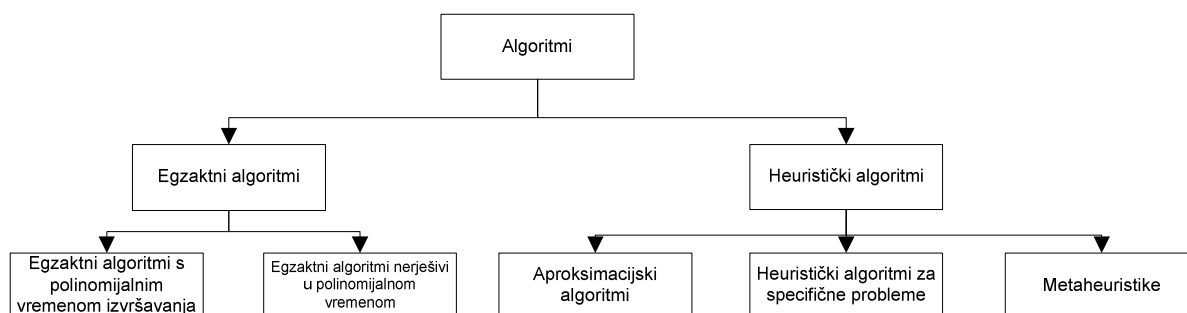 Algoritmi
Egzaktni algoritmi
Heuristički algoritmi
Egzaktni algoritmi s
polinomijalnim
vremenom izvršavanja
Egzaktni algoritmi nerješivi
u polinomijalnom
vremenom
Aproksimacijski
algoritmi
Heuristički algoritmi za
specifične probleme
Metaheuristike